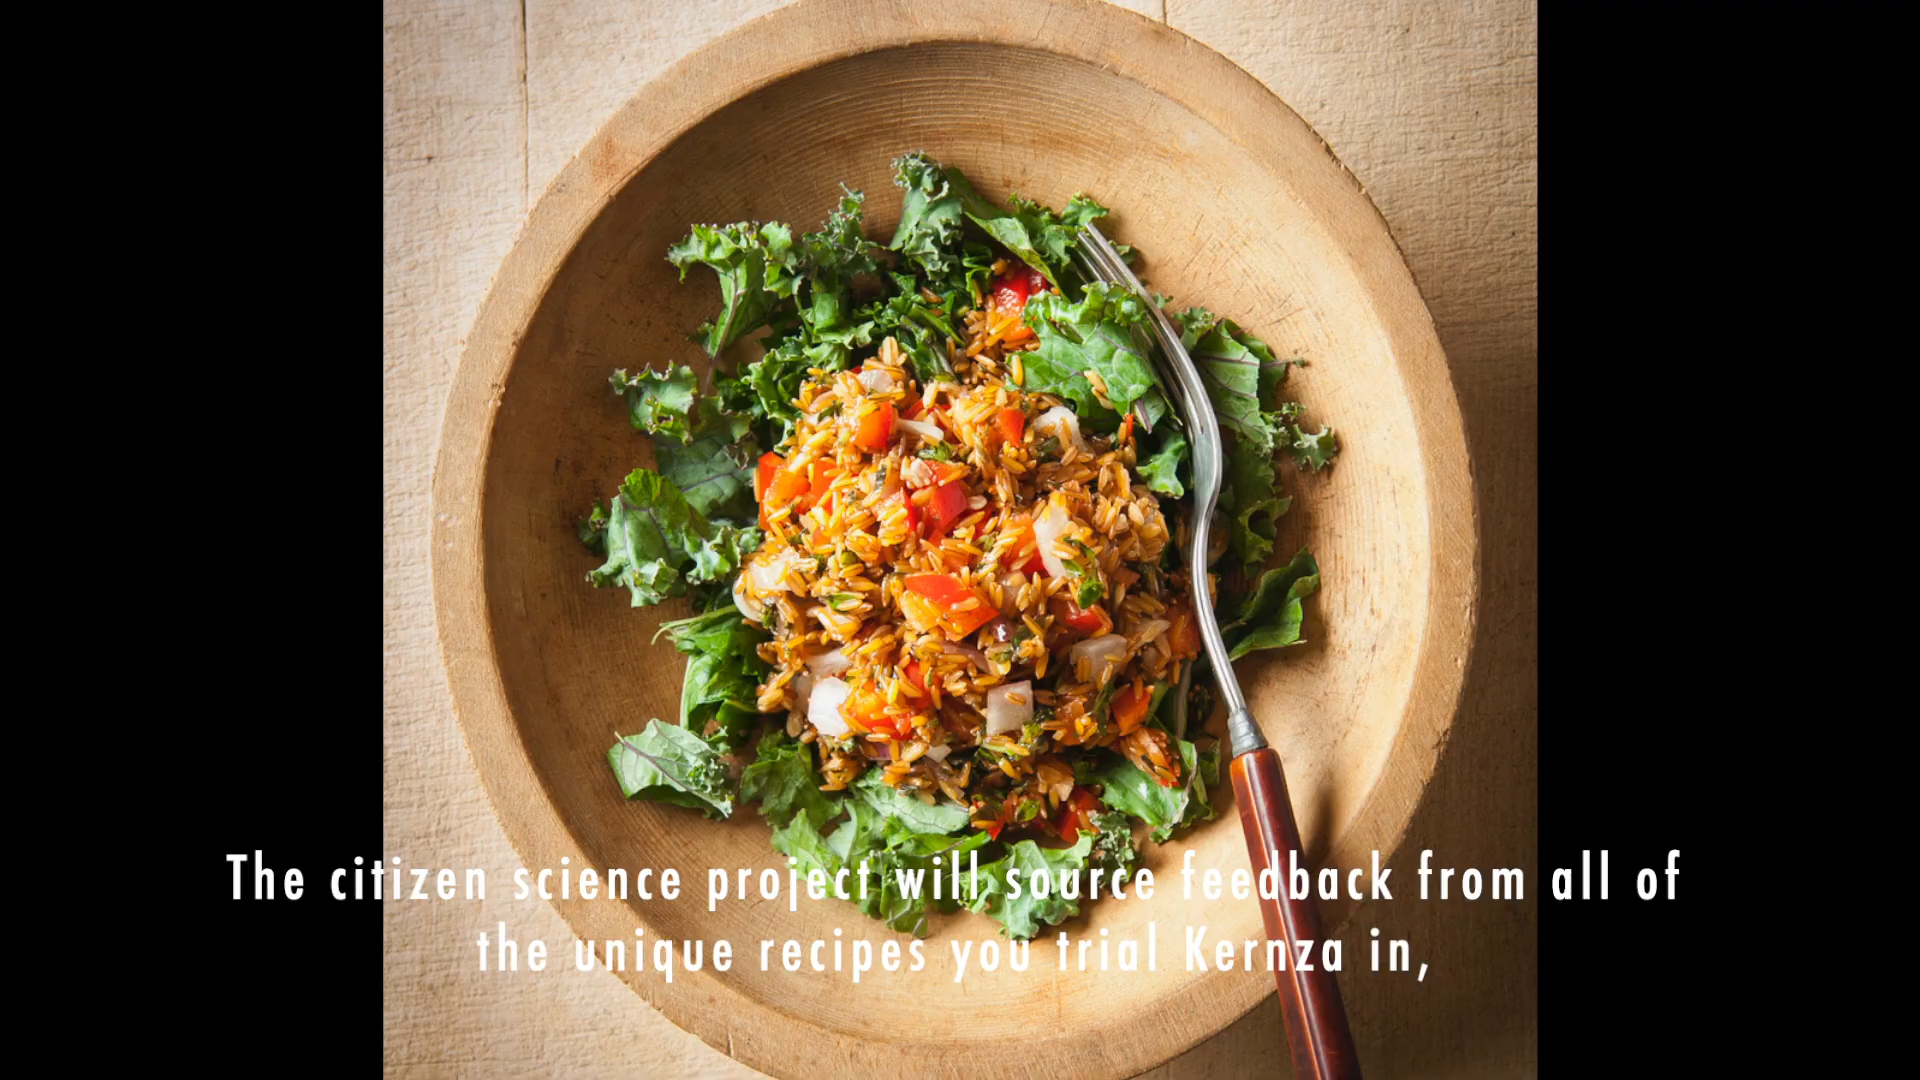 The citizen science project will source feedback from all of
the unique recipes you trial Kernza in,